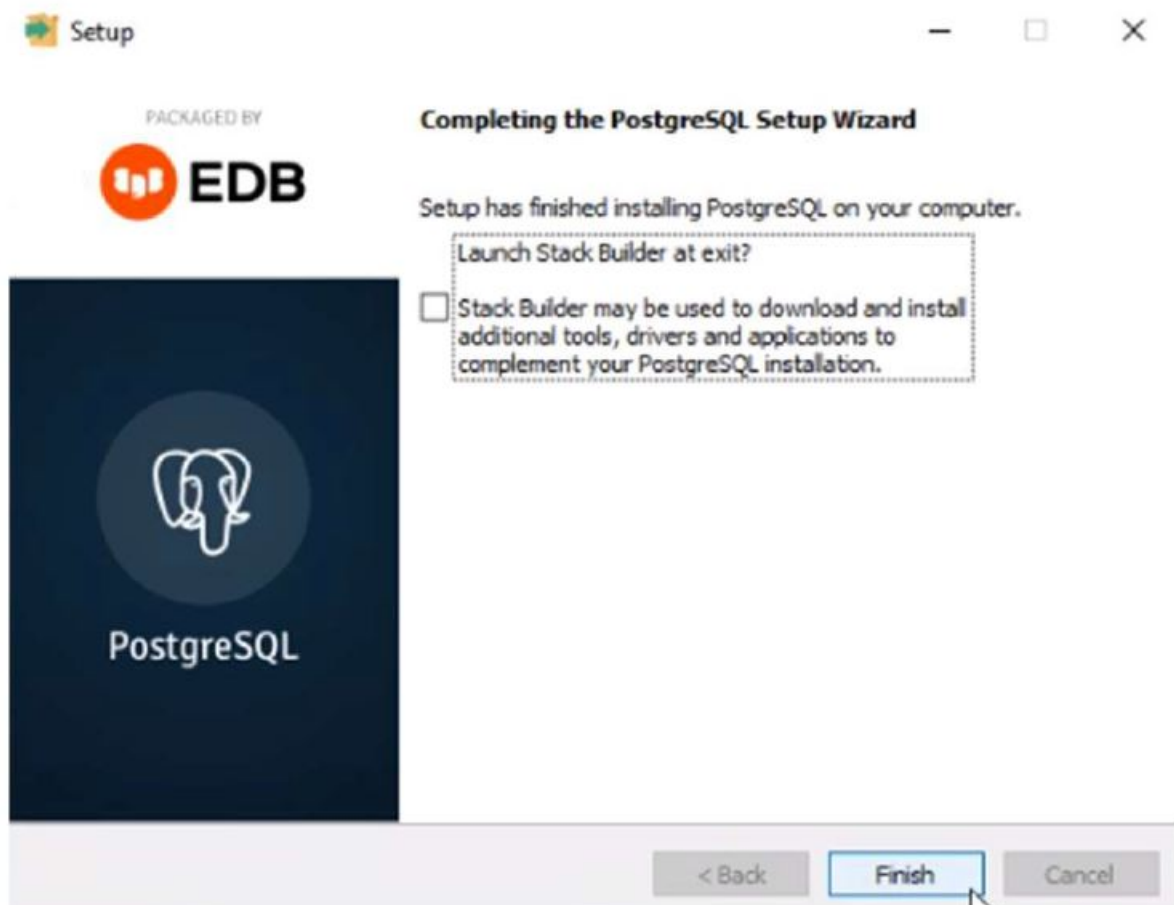 Setup
PACKAGED BY
EDB
Completing the PostgreSQL Setup Wizard
Setup has finished installing PostgreSQL on your computer.
Launch Stack Builder at exit?
Stack Builder may be used to download and install
additional tools, drivers and applications to
complement your PostgreSQL installation.
PostgreSQL
< Back
Finish
Cancel